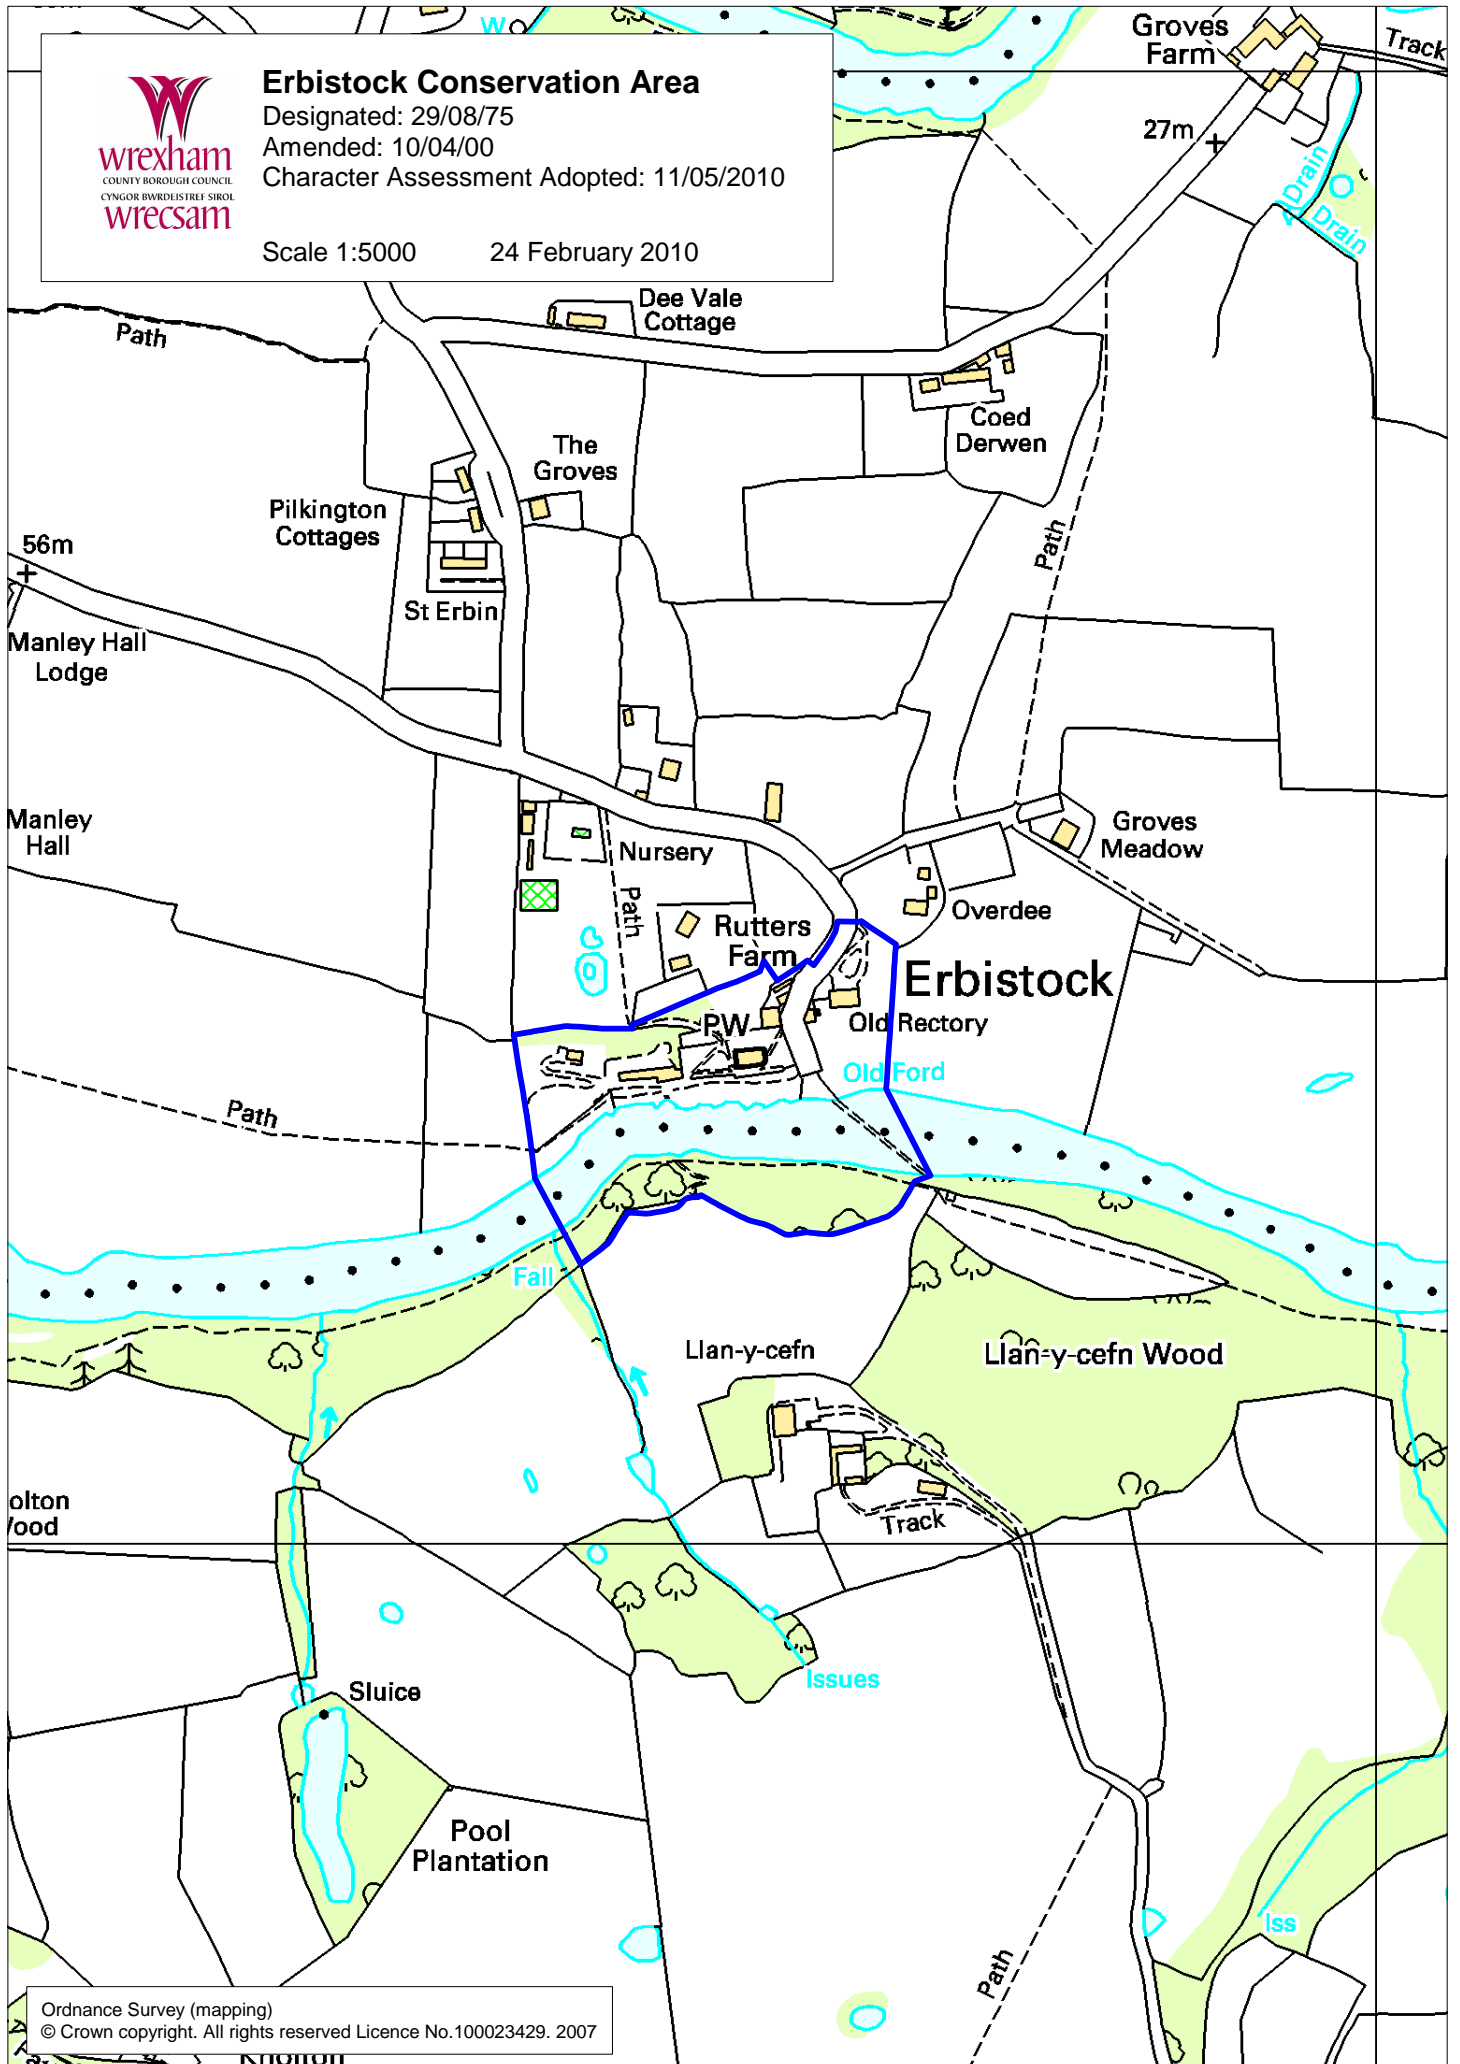 W
Groves
Farm
Track
Erbistock Conservation Area
Designated: 29/08/75
Amended: 10/04/00
Character Assessment Adopted: 11/05/2010
Scale 1:5000 24 February 2010
wrexham
COUNTY BOROUGH COUNCIL
CYNGOR BWRDEISTREF SIROL
wrecsam
27m
Drain
Drain
Dee Vale
Cottage
Path
Coed
Derwen
The
Groves
Pilkington
Cottages
56m
Path
St Erbin
Manley Hall
Lodge
Manley
Hall
Nursery
Groves
Meadow
Path
Overdee
Rutters
Farm
Erbistock
PW
Old Rectory
Old Ford
Path
Fall
Llan-y-cefn
Llan-y-cefn Wood
olton
Track
Issues
Sluice
Pool
Plantation
Iss
Path
Ordnance Survey (mapping)
© Crown copyright. All rights reserved Licence No.100023429. 2007